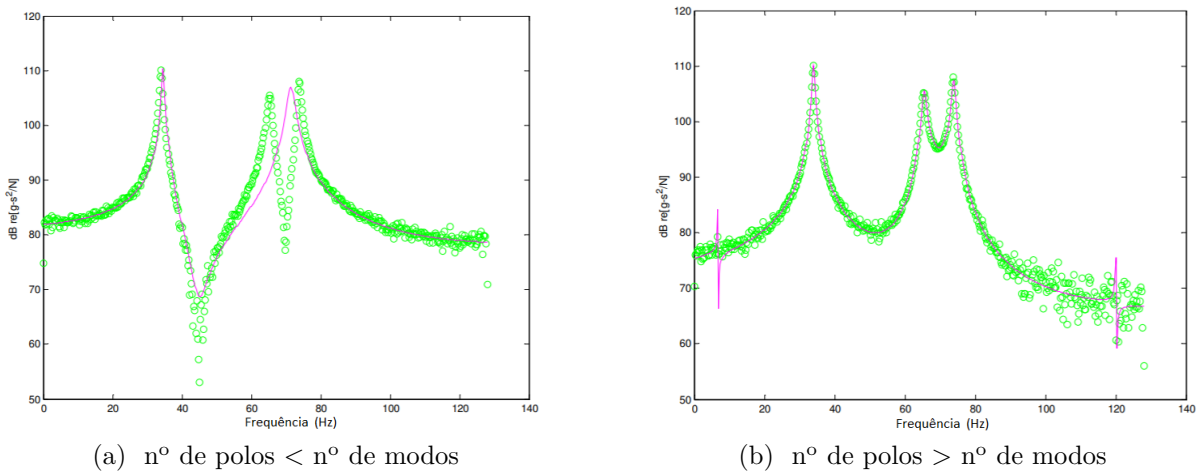 120
110
100
90
80
70
60
50
dB re[g-s²/N]
0 20 40 60 80 100 120 140
Frequência (Hz)
(a) nº de polos < nº de modos
120
110
100
90
80
70
60
50
dB re[g-s²/N]
0 20 40 60 80 100 120 140
Frequência (Hz)
(b) nº de polos > nº de modos